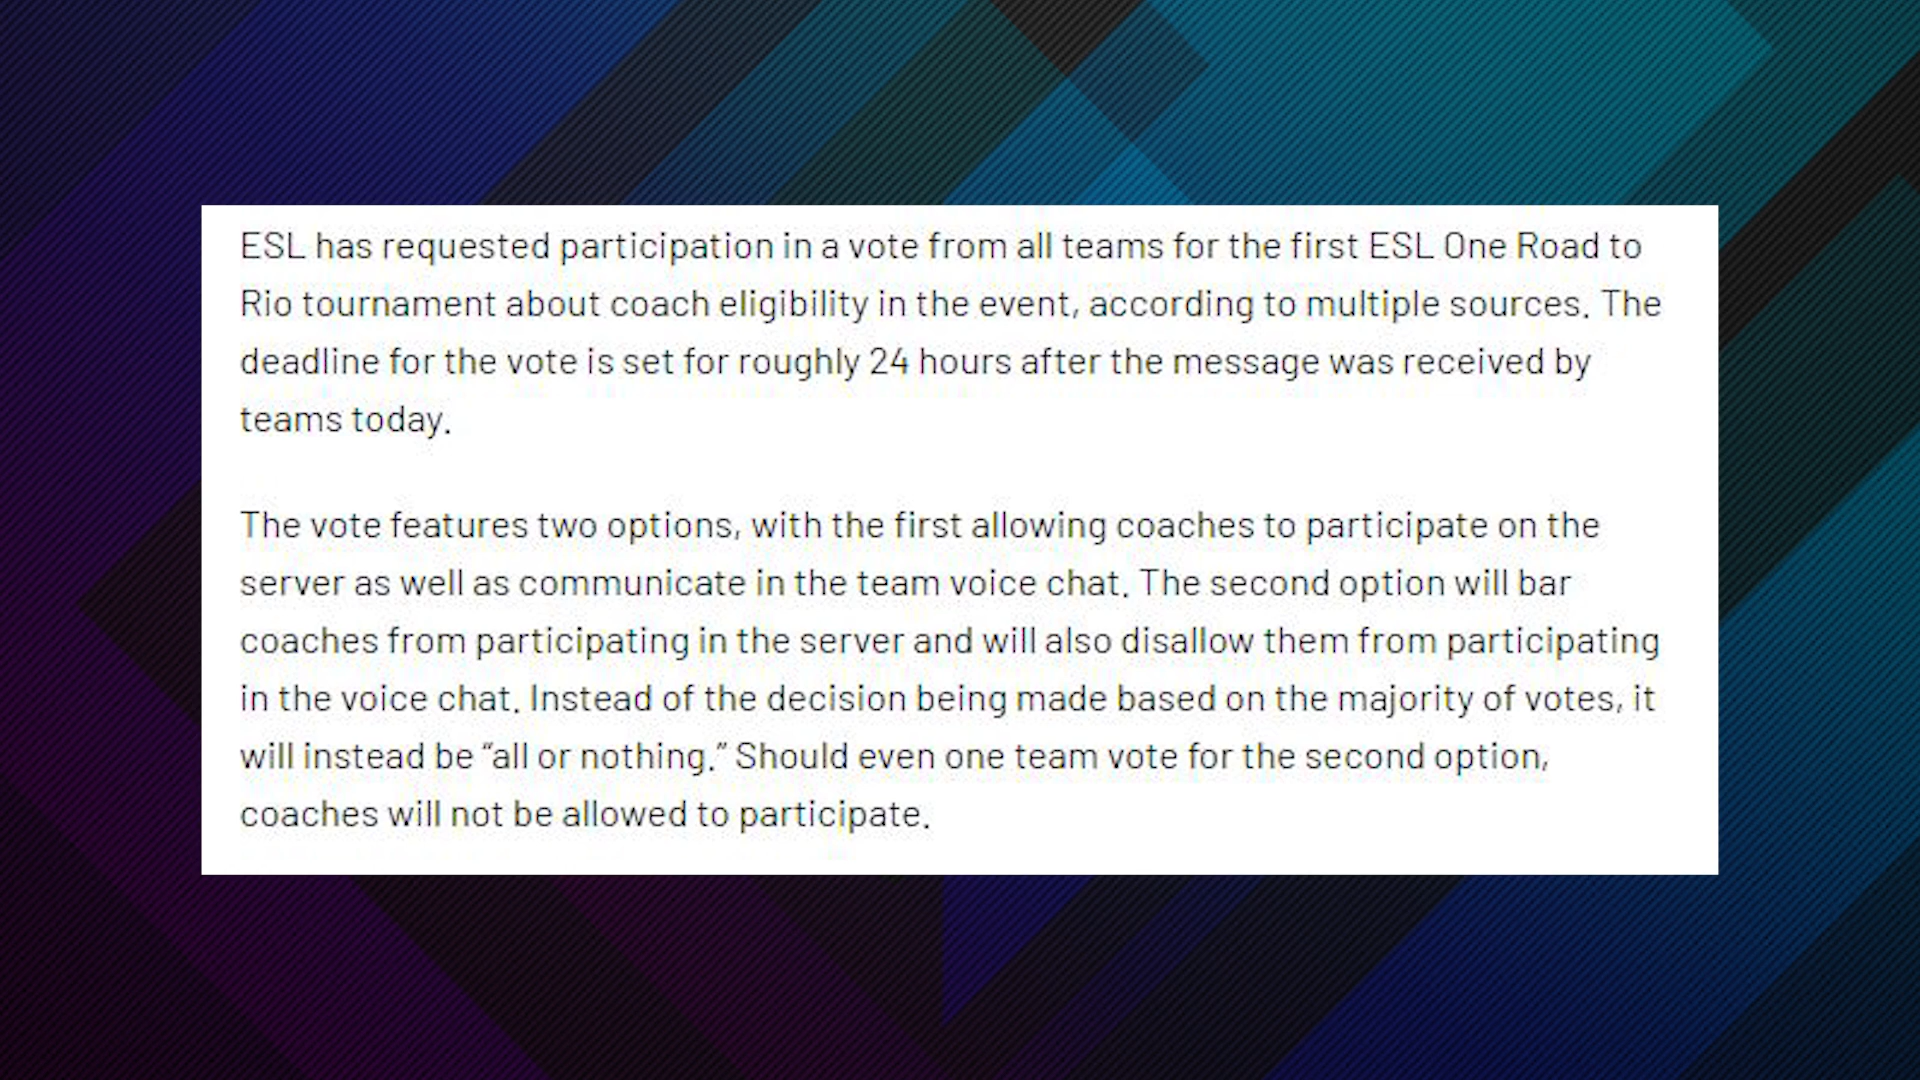 ESL has requested participation in a vote from all teams for the first ESL One Road to
Rio tournament about coach eligibility in the event, according to multiple sources. The
deadline for the vote is set for roughly 24 hours after the message was received by
teams today.
The vote features two options, with the first allowing coaches to participate on the
server as well as communicate in the team voice chat. The second option will bar
coaches from participating in the server and will also disallow them from participating
in the voice chat. Instead of the decision being made based on the majority of votes, it
will instead be “all or nothing.” Should even one team vote for the second option,
coaches will not be allowed to participate.